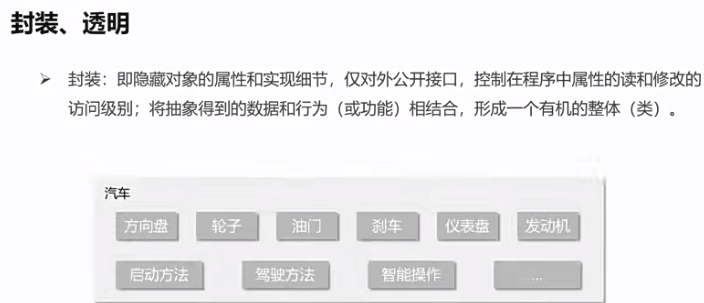 封装、透明
➢ 封装：即隐藏对象的属性和实现细节，仅对外公开接口，控制在程序中属性的读和修改的
访问级别；将抽象得到的数据和行为（或功能）相结合，形成一个有机的整体（类）。
汽车
方向盘 轮子 油门 刹车 仪表盘 发动机
启动方法 驾驶方法 智能操作 ...